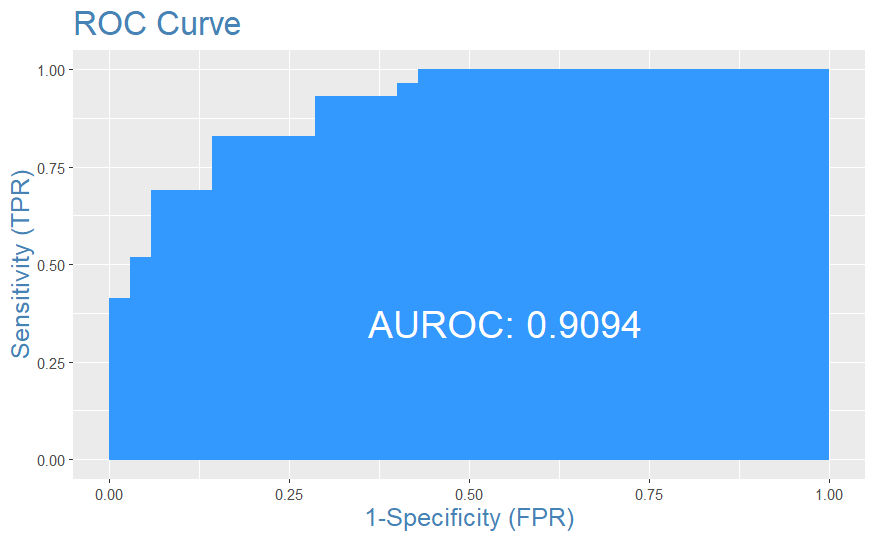 ROC Curve
1.00
0.75
0.50
0.25
0.00
Sensitivity (TPR)
AUROC: 0.9094
0.00 0.25 0.50 0.75 1.00
1-Specificity (FPR)